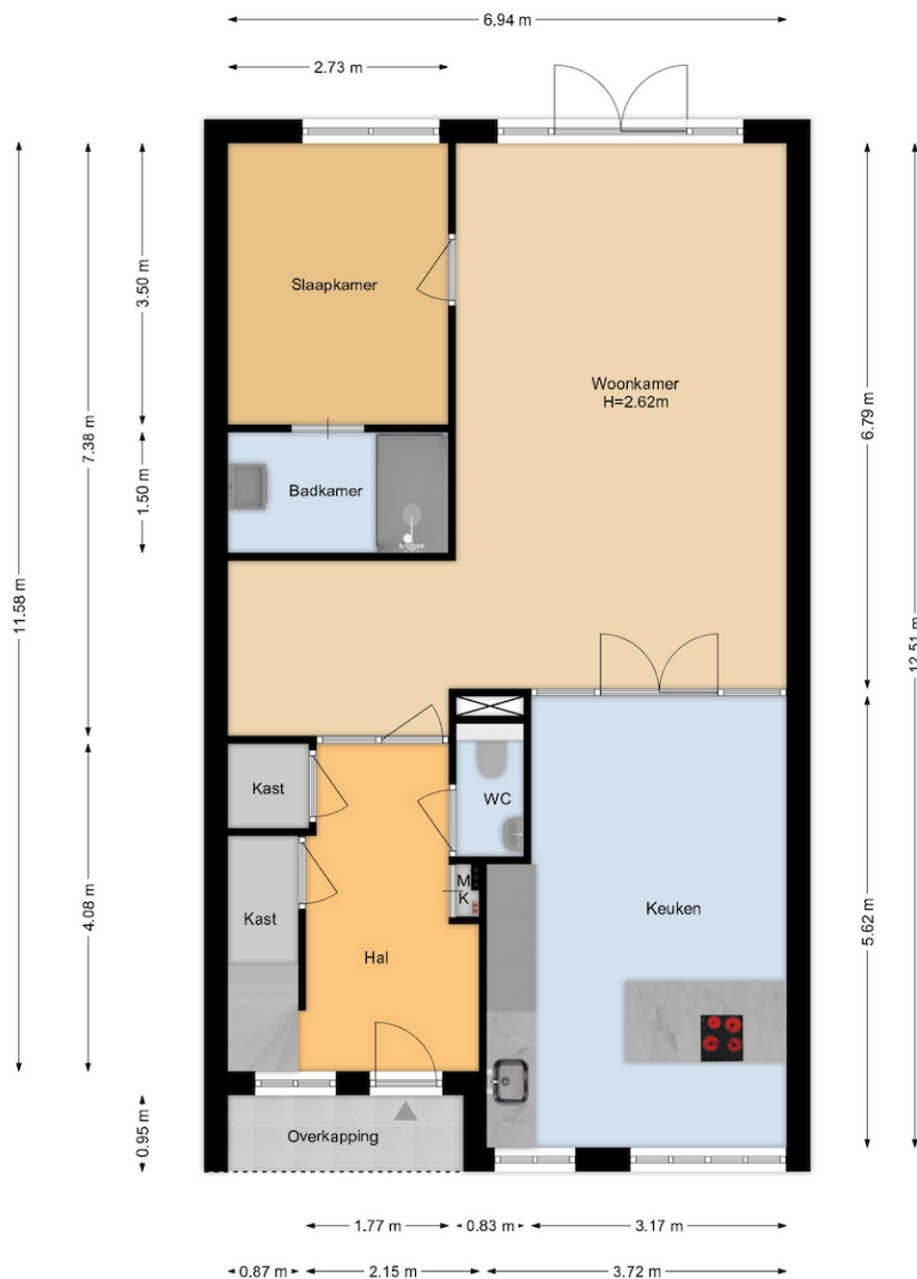 6.94 m
2.73 m
3.50 m
7.38 m
11.58 m
1.50 m
Slaapkamer
Woonkamer
H=2.62m
6.79 m
12.51 m
Badkamer
Kast
WC
M
K
Kast
Keuken
Hal
4.08 m
5.62 m
0.95 m
Overkapping
1.77 m
0.83 m
3.17 m
0.87 m
2.15 m
3.72 m